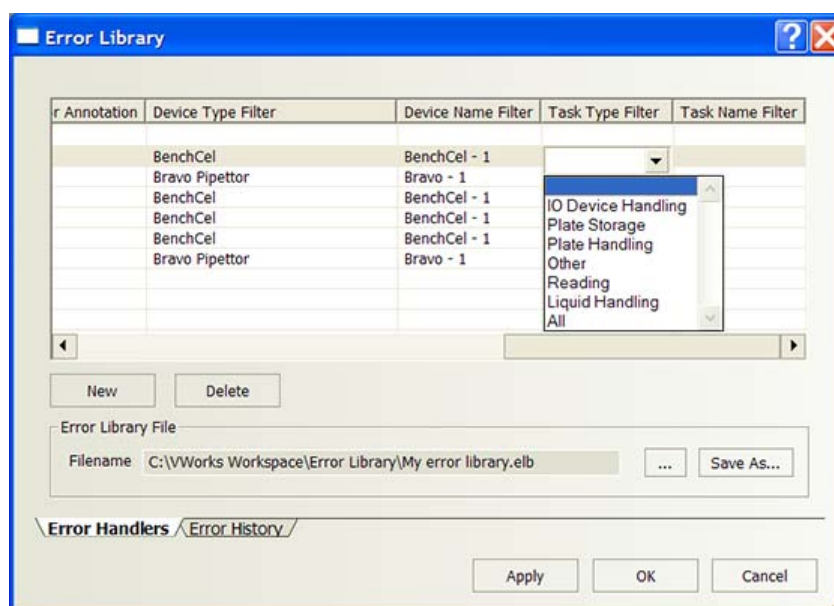 Error Library
r Annotation Device Type Filter Device Name Filter Task Type Filter Task Name Filter
BenchCel BenchCel - 1
Bravo Pipettor Bravo - 1
BenchCel BenchCel - 1
BenchCel BenchCel - 1
BenchCel BenchCel - 1
Bravo Pipettor Bravo - 1
IO Device Handling
Plate Storage
Plate Handling
Other
Reading
Liquid Handling
All
New Delete
Error Library File
Filename C:\VWorks Workspace\Error Library\My error library.elb ... Save As...
Error Handlers Error History
Apply OK Cancel